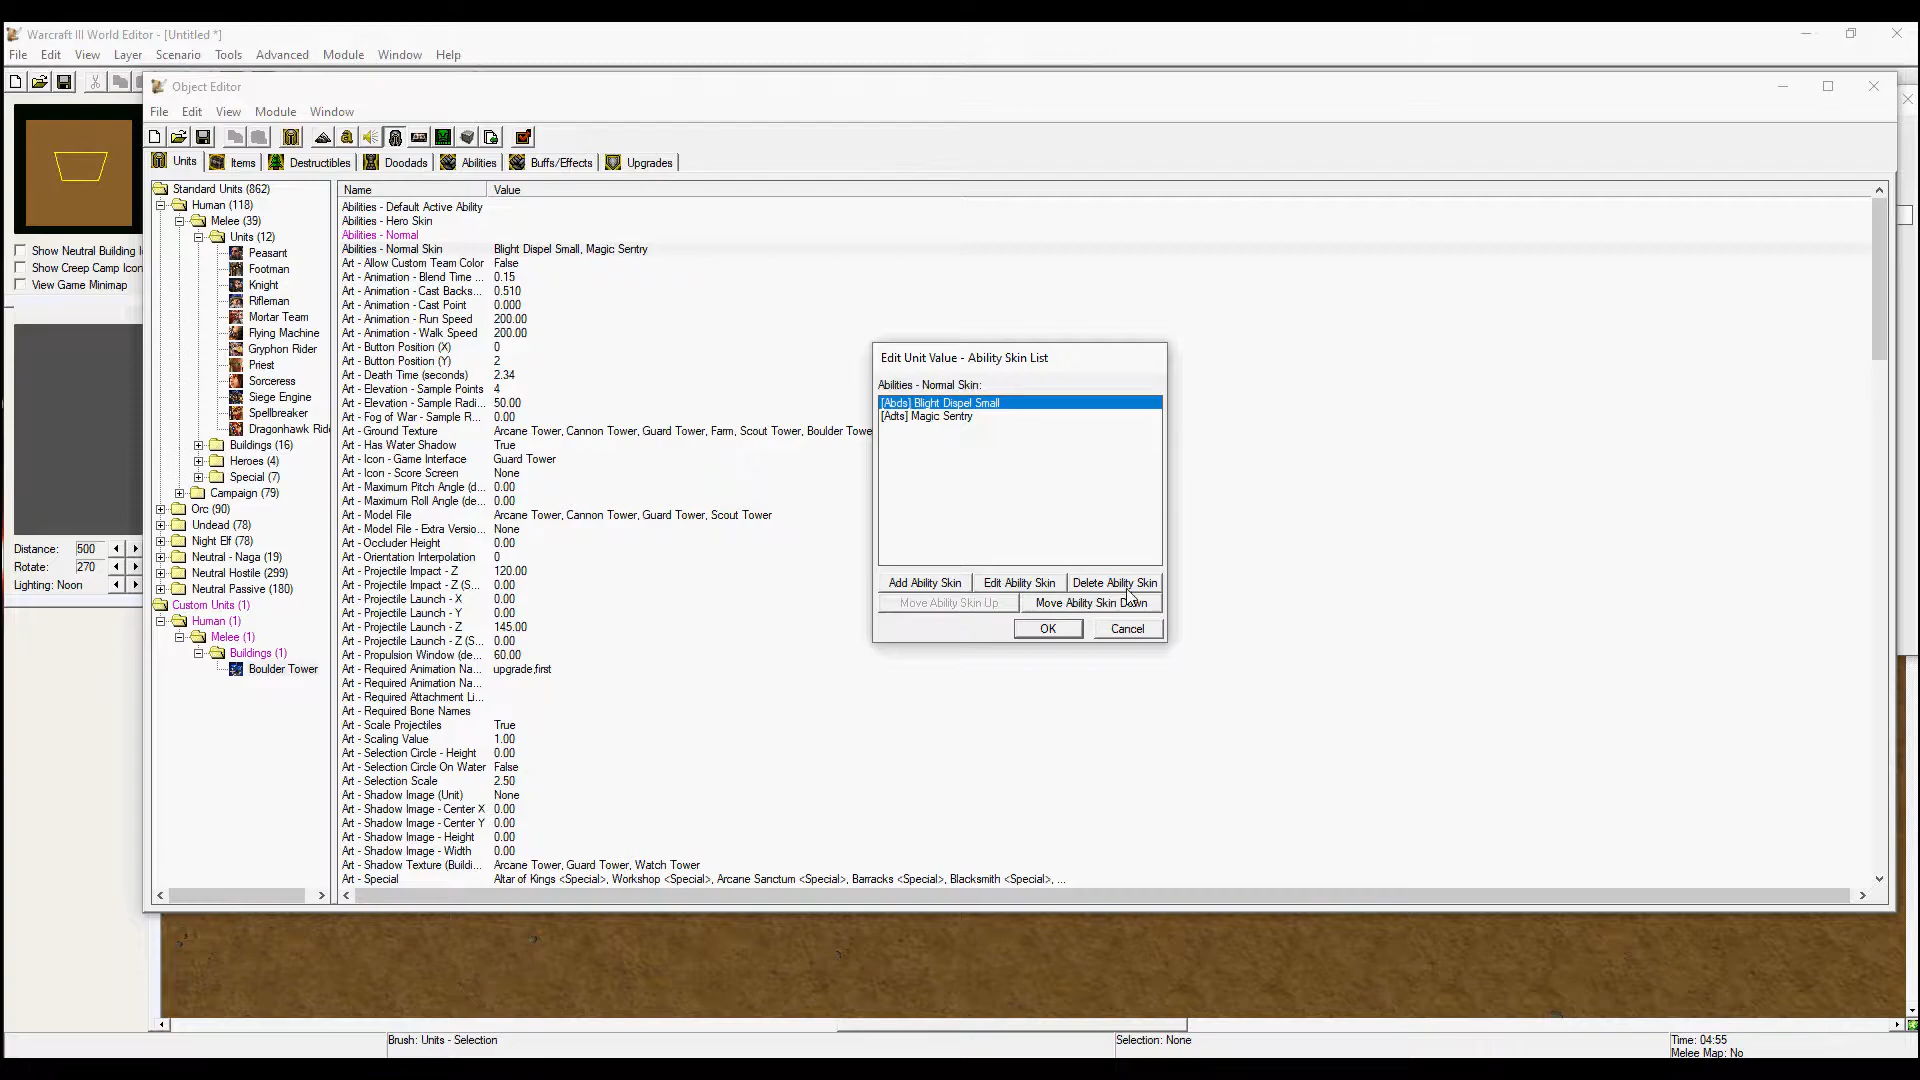 Warcraft III World Editor - [Untitled *]
File Edit View Layer Scenario Tools Advanced Module Window Help
Object Editor
File Edit View Module Window
Units Items Destructibles Doodads Abilities Buffs/Effects Upgrades
Show Neutral Building
Show Creep Camp Icon
View Game Minimap
Distance: 500
Rotate: 270
Lighting: Noon
Standard Units (862)
Human (118)
Melee (39)
Units (12)
Peasant
Footman
Knight
Rifleman
Mortar Team
Flying Machine
Gryphon Rider
Priest
Sorceress
Siege Engine
Spellbreaker
Dragonhawk Ride
Buildings (16)
Heroes (4)
Special (7)
Campaign (79)
Orc (90)
Undead (78)
Night Elf (78)
Neutral - Naga (19)
Neutral Hostile (299)
Neutral Passive (180)
Custom Units (1)
Human (1)
Melee (1)
Buildings (1)
Boulder Tower
Name Value
Abilities - Default Active Ability
Abilities - Hero Skin
Abilities - Normal
Abilities - Normal Skin Blight Dispel Small, Magic Sentry
Art - Allow Custom Team Color False
Art - Animation - Blend Time ... 0.15
Art - Animation - Cast Backs... 0.510
Art - Animation - Cast Point 0.000
Art - Animation - Run Speed 200.00
Art - Animation - Walk Speed 200.00
Art - Button Position (X) 0
Art - Button Position (Y) 2
Art - Death Time (seconds) 2.34
Art - Elevation - Sample Points 4
Art - Elevation - Sample Radi... 50.00
Art - Fog of War - Sample R... 0.00
Art - Ground Texture Arcane Tower, Cannon Tower, Guard Tower, Farm, Scout Tower, Boulder Towe
Art - Has Water Shadow True
Art - Icon - Game Interface Guard Tower
Art - Icon - Score Screen None
Art - Maximum Pitch Angle (d... 0.00
Art - Maximum Roll Angle (de... 0.00
Art - Model File Arcane Tower, Cannon Tower, Guard Tower, Scout Tower
Art - Model File - Extra Versio... None
Art - Occluder Height 0.00
Art - Orientation Interpolation 0
Art - Projectile Impact - Z 120.00
Art - Projectile Impact - Z (S... 0.00
Art - Projectile Launch - X 0.00
Art - Projectile Launch - Y 0.00
Art - Projectile Launch - Z 145.00
Art - Projectile Launch - Z (S... 0.00
Art - Propulsion Window (de... 60.00
Art - Required Animation Na... upgrade,first
Art - Required Animation Na...
Art - Required Attachment Li...
Art - Required Bone Names
Art - Scale Projectiles True
Art - Scaling Value 1.00
Art - Selection Circle - Height 0.00
Art - Selection Circle On Water False
Art - Selection Scale 2.50
Art - Shadow Image (Unit) None
Art - Shadow Image - Center X 0.00
Art - Shadow Image - Center Y 0.00
Art - Shadow Image - Height 0.00
Art - Shadow Image - Width 0.00
Art - Shadow Texture (Buildi... Arcane Tower, Guard Tower, Watch Tower
Art - Special Altar of Kings <Special>, Workshop <Special>, Arcane Sanctum <Special>, Barracks <Special>, Blacksmith <Special>, ...
Edit Unit Value - Ability Skin List
Abilities - Normal Skin:
[Abds] Blight Dispel Small
[Adts] Magic Sentry
Add Ability Skin Edit Ability Skin Delete Ability Skin
Move Ability Skin Up Move Ability Skin Down
OK Cancel
Brush: Units - Selection Selection: None Time: 04:55
Melee Map: No